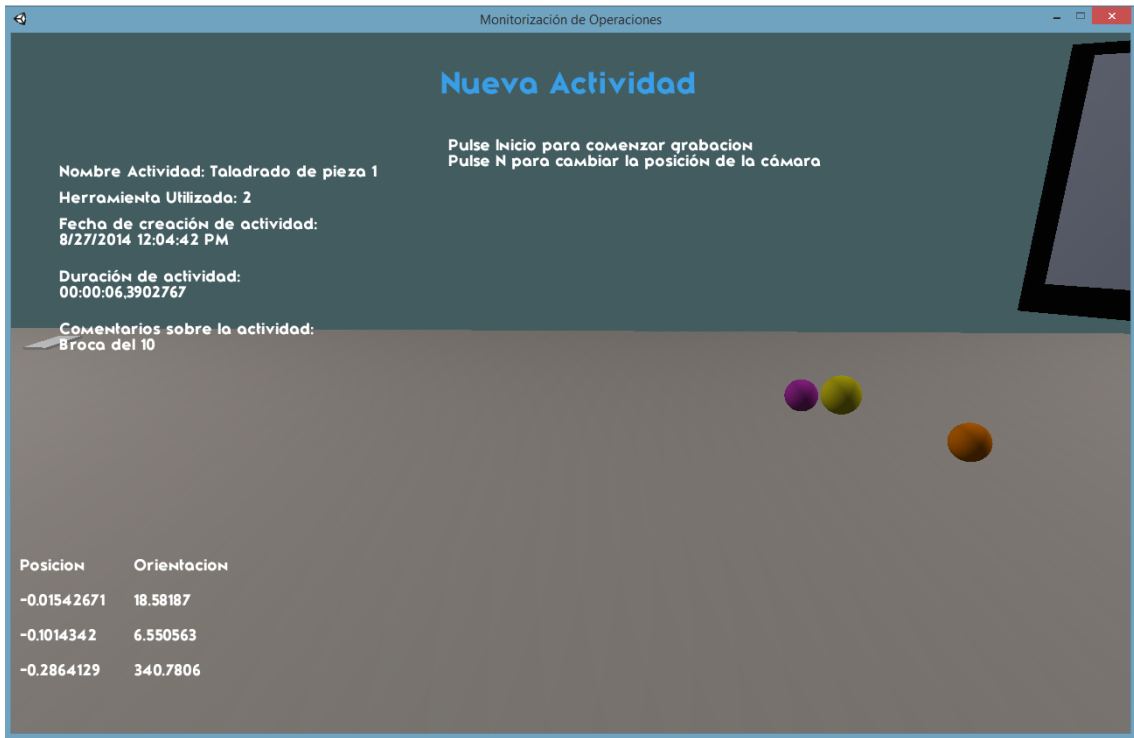 Monitorización de Operaciones
Nueva Actividad
Pulse Inicio para comenzar grabacion
Pulse N para cambiar la posición de la cámara
Nombre Actividad: Taladrado de pieza 1
Herramienta Utilizada: 2
Fecha de creación de actividad:
8/27/2014 12:04:42 PM
Duración de actividad:
00:00:06,3902767
Comentarios sobre la actividad:
Broca del 10
Posicion Orientacion
-0.01542671 18.58187
-0.1014342 6.550563
-0.2864129 340.7806